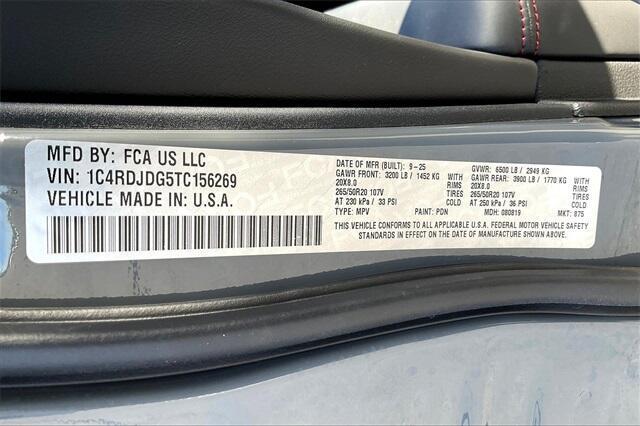 MFD BY: FCA US LLC
VIN: 1C4RDJDG5TC156269
VEHICLE MADE IN: U.S.A.
DATE OF MFR (BUILT): 9-25 GVWR: 6500 LB / 2949 KG
GAWR FRONT: 3200 LB / 1452 KG WITH GAWR REAR: 3900 LB / 1770 KG WITH
20X8.0 RIMS 20X8.0 RIMS
265/50R20 107V TIRES 265/50R20 107V TIRES
AT 230 kPa / 33 PSI COLD AT 250 kPa / 36 PSI COLD
TYPE: MPV PAINT: PDN MDH: 080819 MKT: 875
THIS VEHICLE CONFORMS TO ALL APPLICABLE U.S.A. FEDERAL MOTOR VEHICLE SAFETY
STANDARDS IN EFFECT ON THE DATE OF MANUFACTURE SHOWN ABOVE.